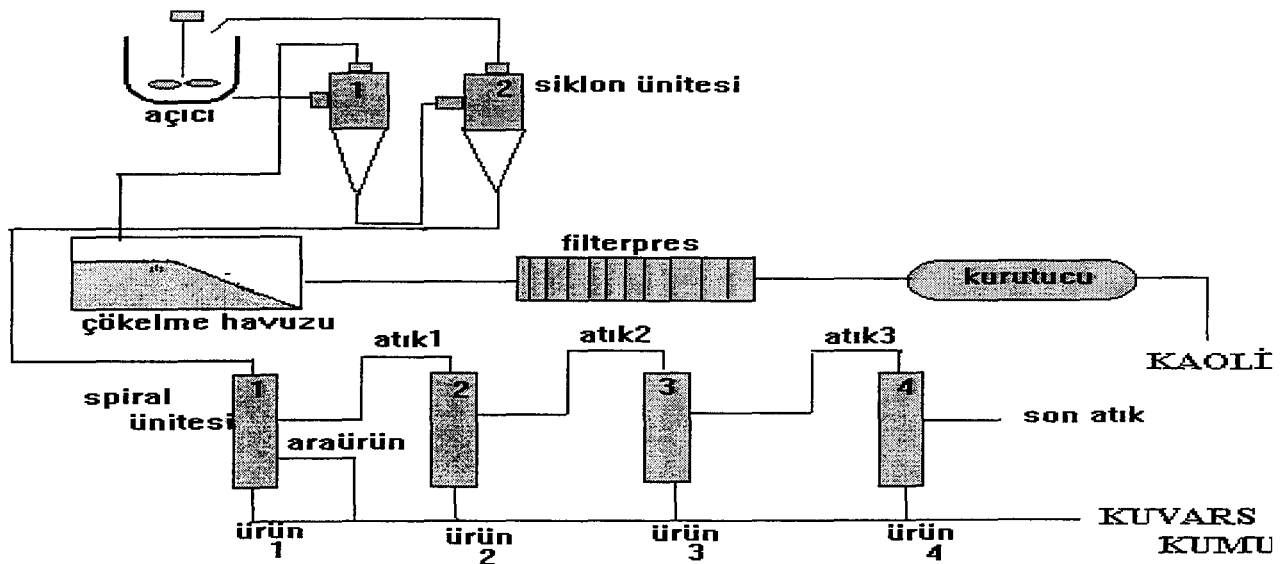 açıcı
1
2
siklon ünitesi
filterpres
kurutucu
çökelme havuzu
KAOLİ
atık1
atık2
atık3
spiral
ünitesi
1
2
3
4
araürün
son atık
ürün
1
ürün
2
ürün
3
ürün
4
KUVARS
KUMU